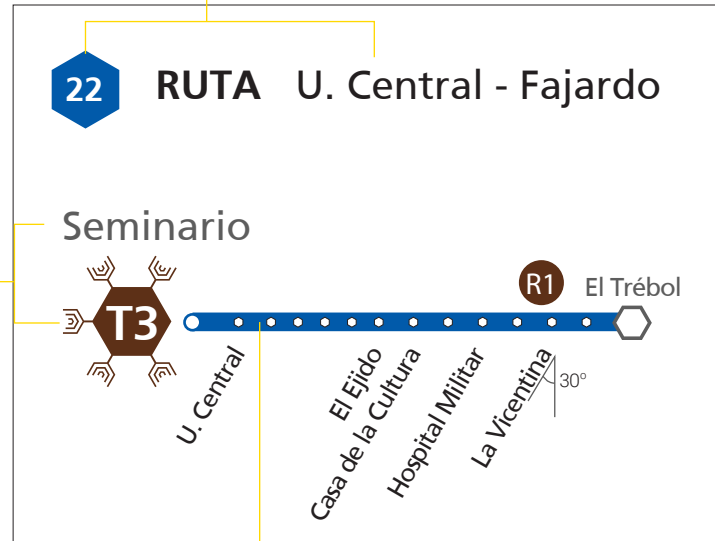 22 RUTA U. Central - Fajardo
Seminario
T3
R1 El Trébol
U. Central
El Ejido
Casa de la Cultura
Hospital Militar
La Vicentina
30°